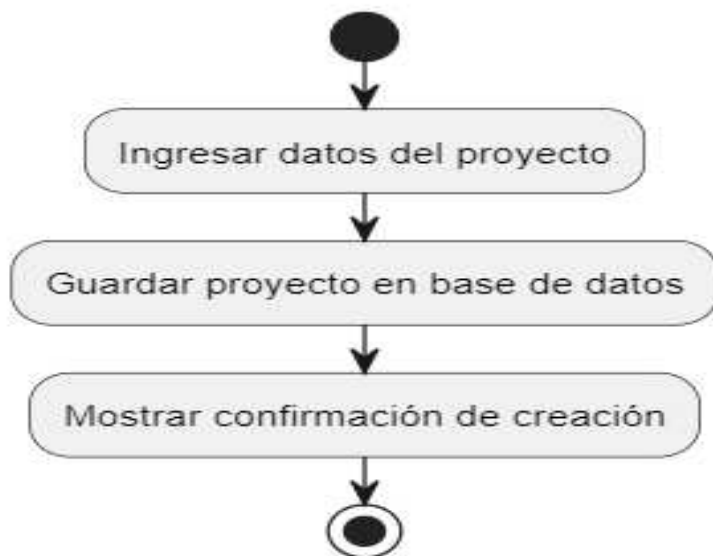 Ingresar datos del proyecto
Guardar proyecto en base de datos
Mostrar confirmación de creación